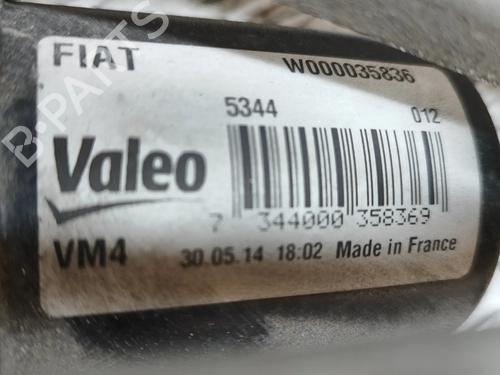 FIAT W000035836
5344 012
Valeo
7 344000 358369
VM4 30.05.14 18:02 Made in France
B-PARTS